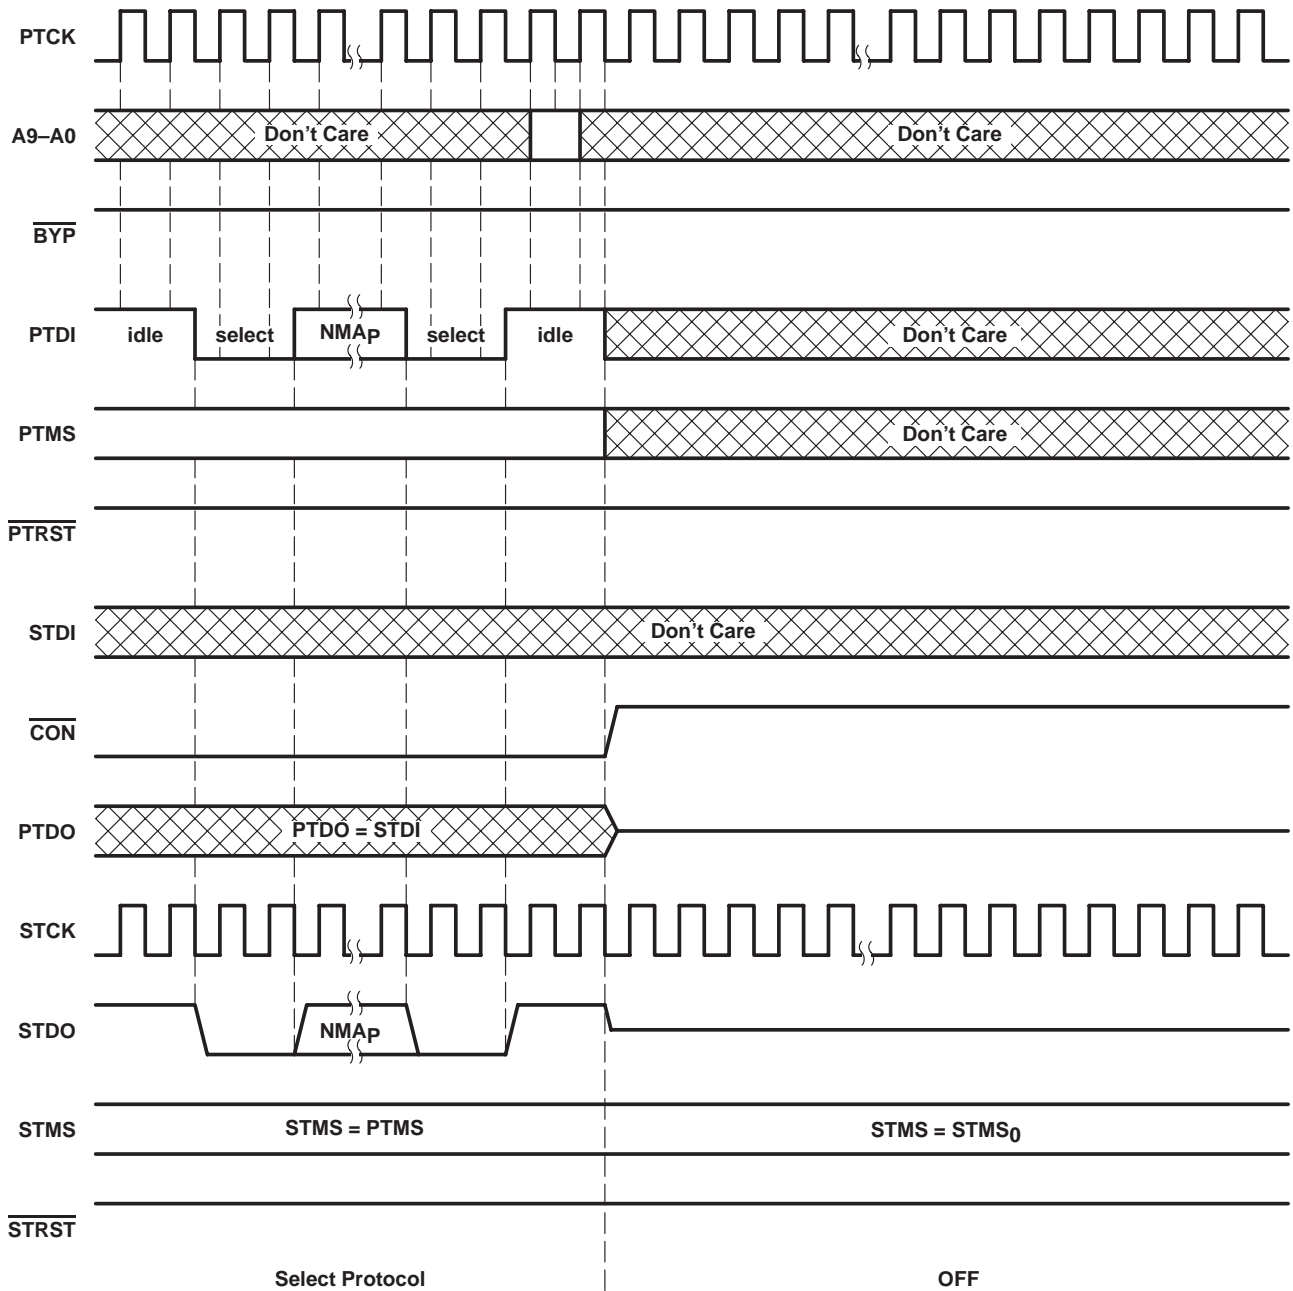 PTCK
A9–A0 Don't Care Don't Care
BYP
PTDI idle select NMAP select idle Don't Care
PTMS Don't Care
PTRST
STDI Don't Care
CON
PTDO PTDO = STDI
STCK
STDO NMAP
STMS STMS = PTMS STMS = STMS0
STRST
Select Protocol OFF